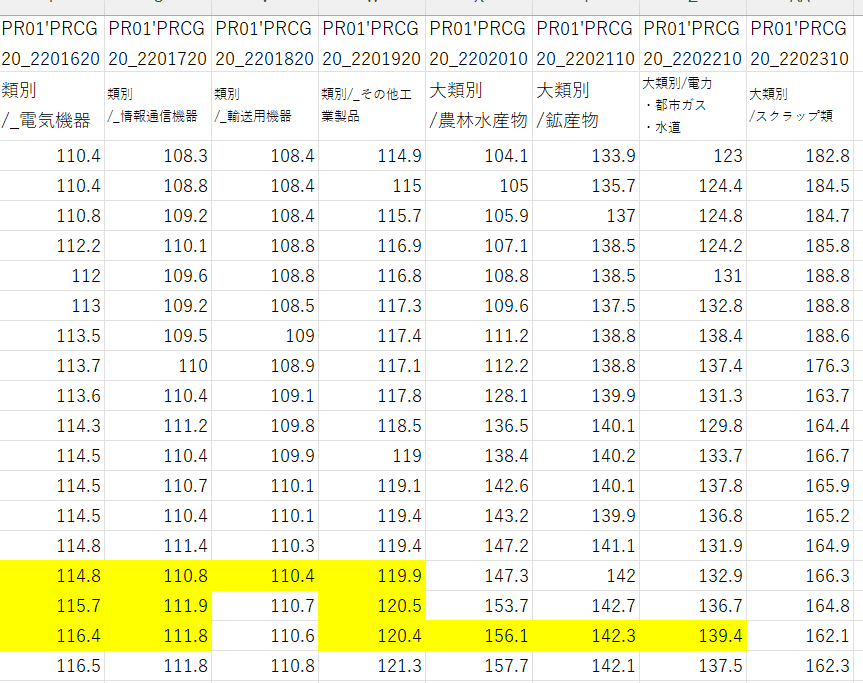 PR01'PRCG PR01'PRCG PR01'PRCG PR01'PRCG PR01'PRCG PR01'PRCG PR01'PRCG PR01'PRCG
20_2201620 20_2201720 20_2201820 20_2201920 20_2202010 20_2202110 20_2202210 20_2202310
類別 類別 類別 類別/_その他工 大類別 大類別 大類別/電力 大類別
/_電気機器 /_情報通信機器 /_輸送用機器 業製品 /農林水産物 /鉱産物 ・都市ガス /スクラップ類
・水道
110.4 108.3 108.4 114.9 104.1 133.9 123 182.8
110.4 108.8 108.4 115 105 135.7 124.4 184.5
110.8 109.2 108.4 115.7 105.9 137 124.8 184.7
112.2 110.1 108.8 116.9 107.1 138.5 124.2 185.8
112 109.6 108.8 116.8 108.8 138.5 131 188.8
113 109.2 108.5 117.3 109.6 137.5 132.8 188.8
113.5 109.5 109 117.4 111.2 138.8 138.4 188.6
113.7 110 108.9 117.1 112.2 138.8 137.4 176.3
113.6 110.4 109.1 117.8 128.1 139.9 131.3 163.7
114.3 111.2 109.8 118.5 136.5 140.1 129.8 164.4
114.5 110.4 109.9 119 138.4 140.2 133.7 166.7
114.5 110.7 110.1 119.1 142.6 140.1 137.8 165.9
114.5 110.4 110.1 119.4 143.2 139.9 136.8 165.2
114.8 111.4 110.3 119.4 147.2 141.1 131.9 164.9
114.8 110.8 110.4 119.9 147.3 142 132.9 166.3
115.7 111.9 110.7 120.5 153.7 142.7 136.7 164.8
116.4 111.8 110.6 120.4 156.1 142.3 139.4 162.1
116.5 111.8 110.8 121.3 157.7 142.1 137.5 162.3